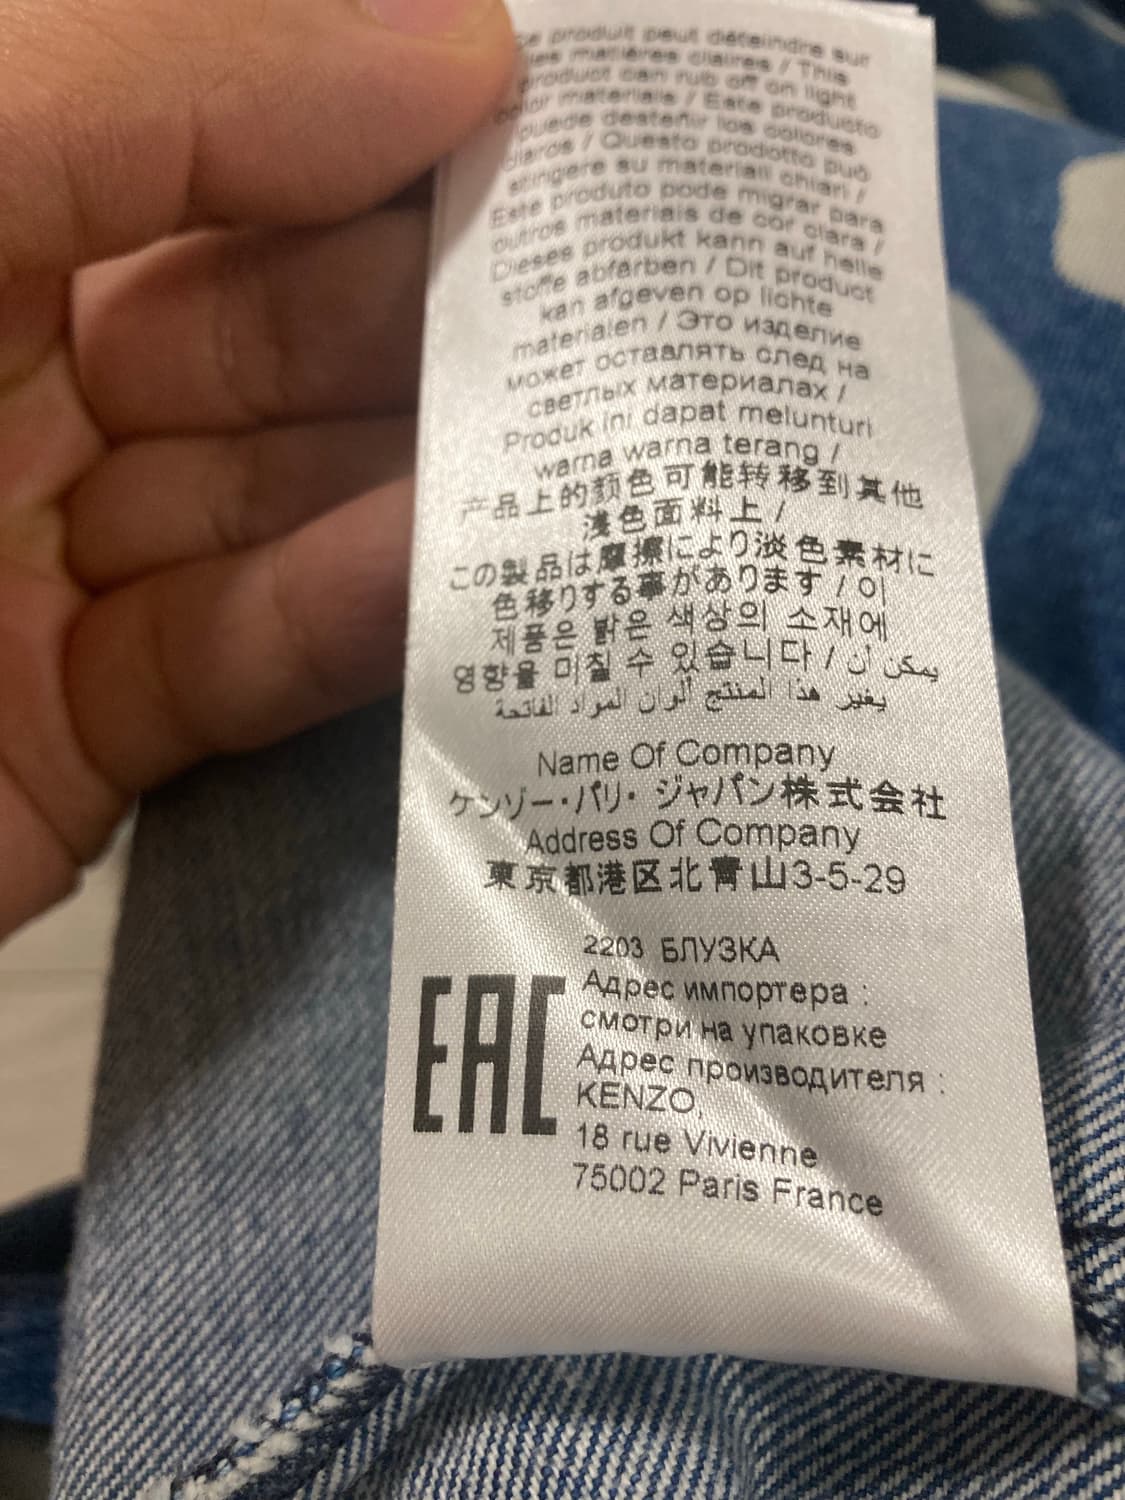 ce produit peut déteindre sur
les matières claires / This
product can rub off on light
color materials / Este producto
puede desteñir los colores
claros / Questo prodotto può
stingere su materiali chiari /
Este produto pode migrar para
outros materiais de cor clara /
Dieses produkt kann auf helle
stoffe abfärben / Dit product
kan afgeven op lichte
materialen / Это изделие
может оставлять след на
светлых материалах /
Produk ini dapat melunturi
warna warna terang /
产品上的颜色可能转移到其他
浅色面料上 /
この製品は摩擦により淡色素材に
色移りする事があります / 이
제품은 밝은 색상의 소재에
영향을 미칠 수 있습니다 / يمكن أن
يغير هذا المنتج ألوان المواد الفاتحة
Name Of Company
ケンゾー・パリ・ジャパン株式会社
Address Of Company
東京都港区北青山3-5-29
2203 БЛУЗКА
Адрес импортера :
смотри на упаковке
Адрес производителя :
KENZO,
18 rue Vivienne
75002 Paris France
EAC